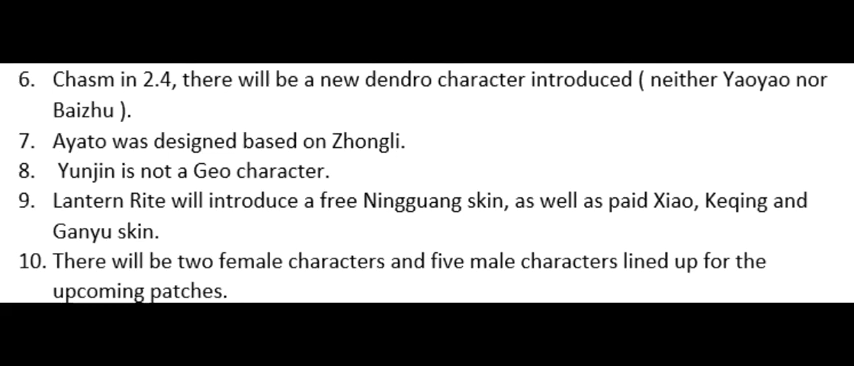 6. Chasm in 2.4, there will be a new dendro character introduced ( neither Yaoyao nor
Baizhu ).
7. Ayato was designed based on Zhongli.
8. Yunjin is not a Geo character.
9. Lantern Rite will introduce a free Ningguang skin, as well as paid Xiao, Keqing and
Ganyu skin.
10. There will be two female characters and five male characters lined up for the
upcoming patches.